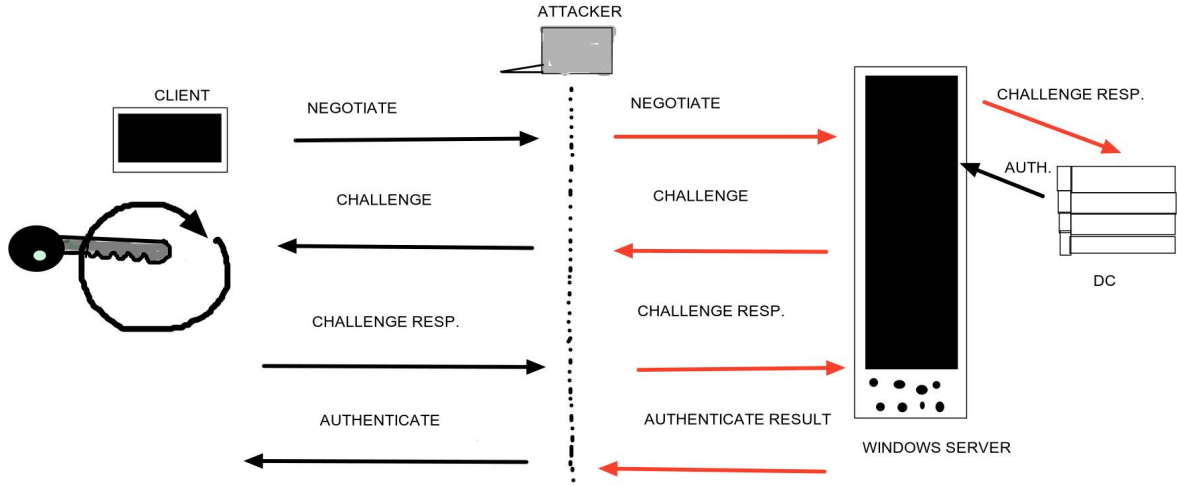 ATTACKER
CLIENT
NEGOTIATE
NEGOTIATE
CHALLENGE RESP.
CHALLENGE
CHALLENGE
AUTH.
DC
CHALLENGE RESP.
CHALLENGE RESP.
AUTHENTICATE
AUTHENTICATE RESULT
WINDOWS SERVER